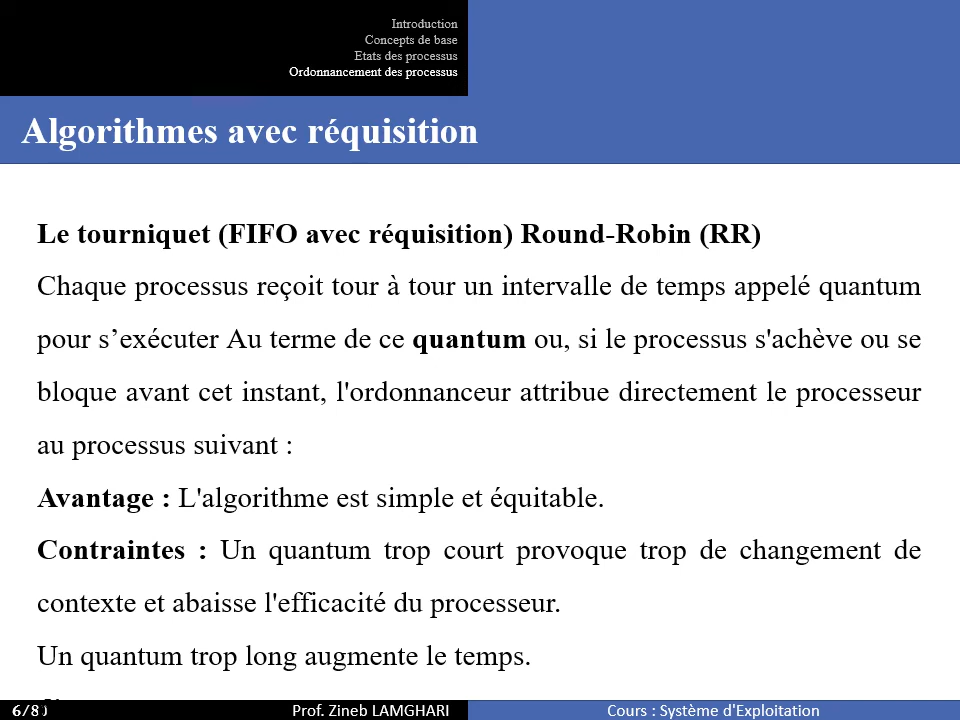 Introduction
Concepts de base
Etats des processus
Ordonnancement des processus
Algorithmes avec réquisition
Le tourniquet (FIFO avec réquisition) Round-Robin (RR)
Chaque processus reçoit tour à tour un intervalle de temps appelé quantum
pour s’exécuter Au terme de ce quantum ou, si le processus s'achève ou se
bloque avant cet instant, l'ordonnanceur attribue directement le processeur
au processus suivant :
Avantage : L'algorithme est simple et équitable.
Contraintes : Un quantum trop court provoque trop de changement de
contexte et abaisse l'efficacité du processeur.
Un quantum trop long augmente le temps.
Prof. Zineb LAMGHARI
Cours : Système d'Exploitation